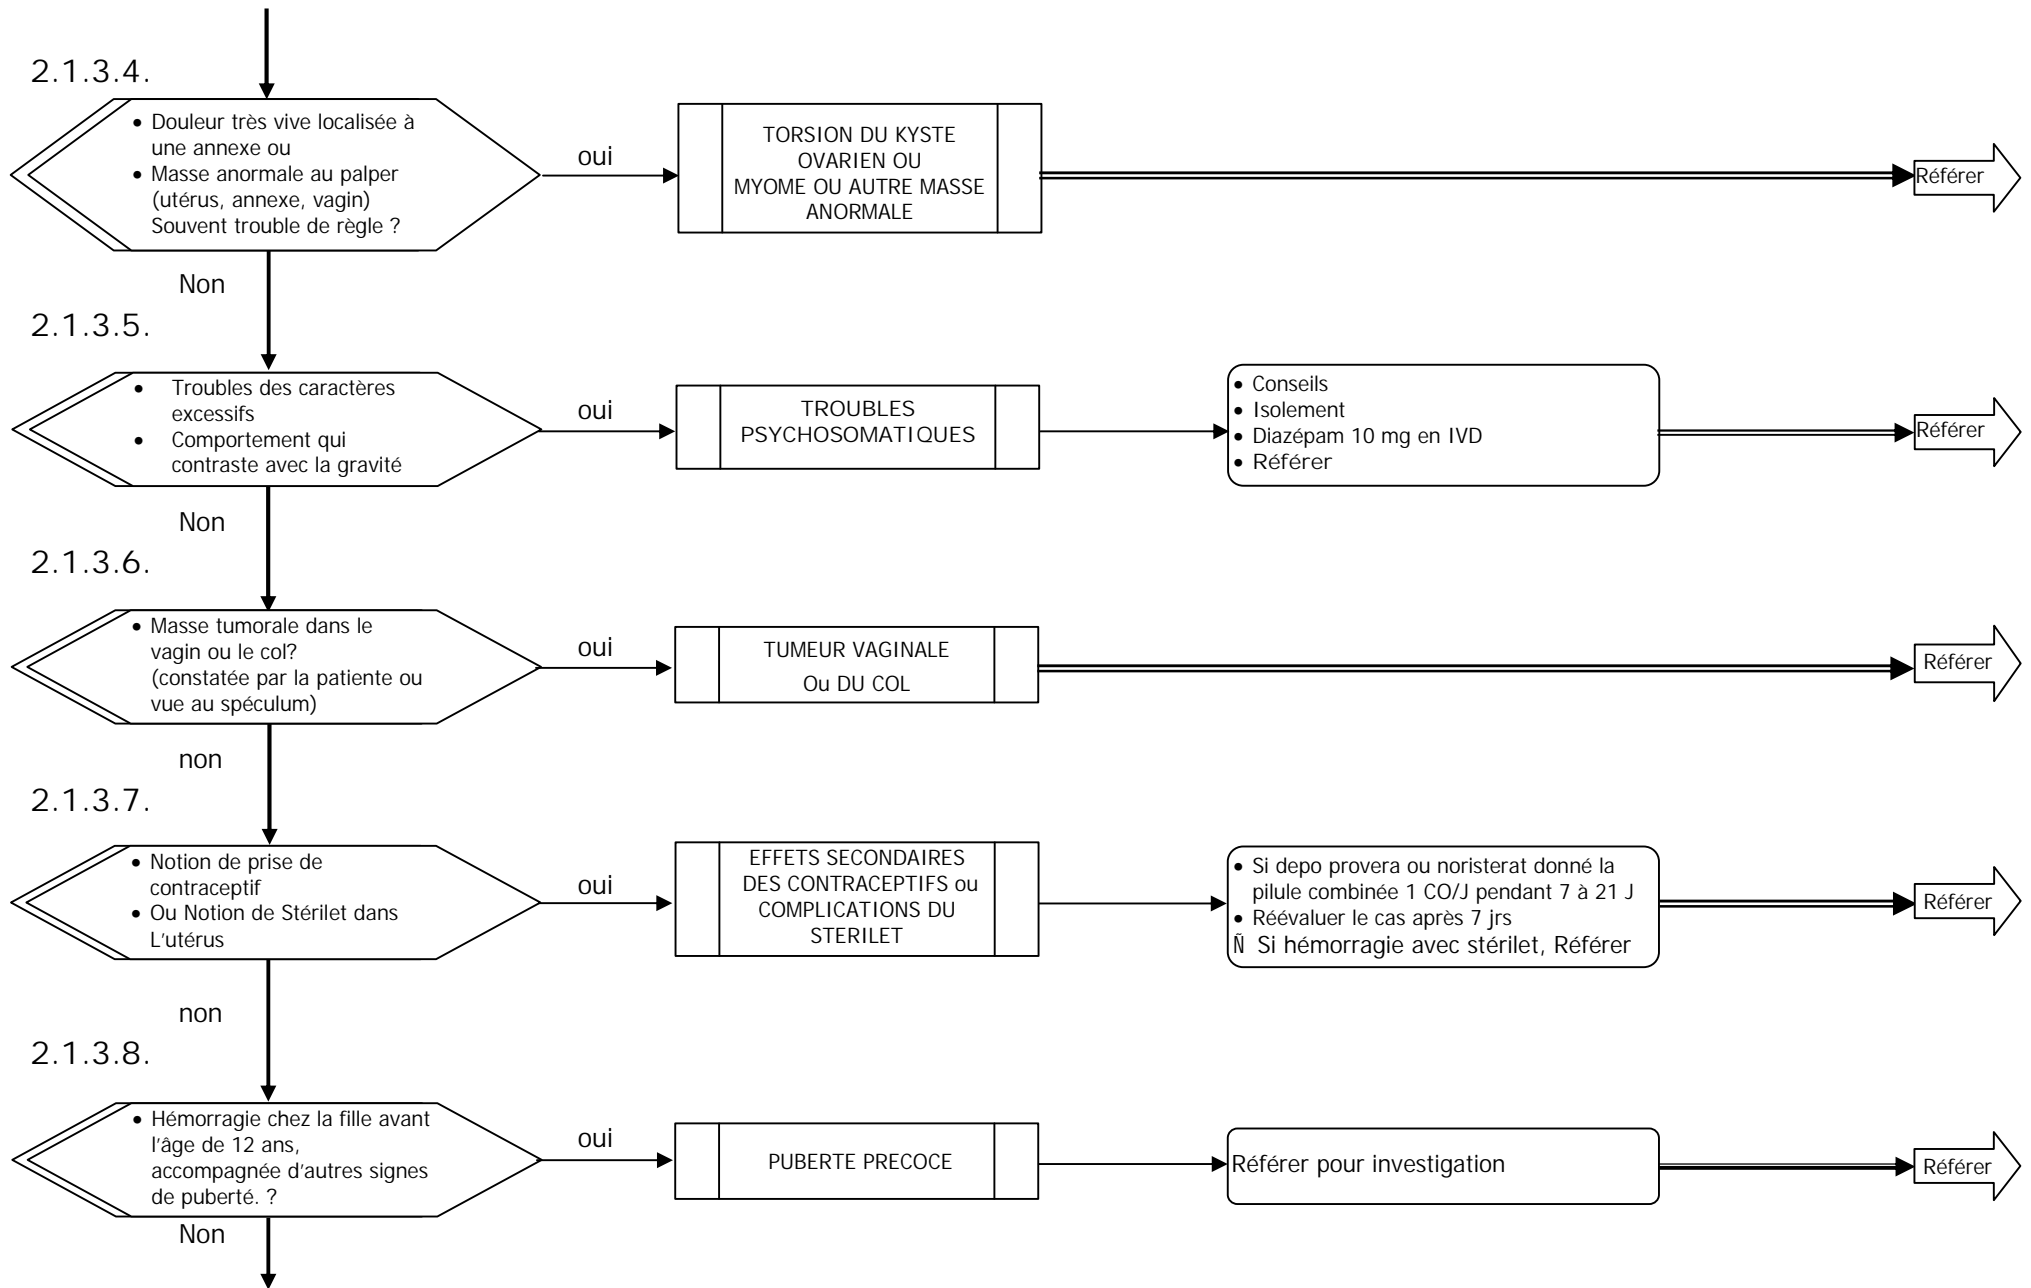 2.1.3.4.
• Douleur très vive localisée à
une annexe ou
• Masse anormale au palper
(utérus, annexe, vagin)
Souvent trouble de règle ?
oui
TORSION DU KYSTE
OVARIEN OU
MYOME OU AUTRE MASSE
ANORMALE
Référer
Non
2.1.3.5.
• Troubles des caractères
excessifs
• Comportement qui
contraste avec la gravité
oui
TROUBLES
PSYCHOSOMATIQUES
• Conseils
• Isolement
• Diazépam 10 mg en IVD
• Référer
Référer
Non
2.1.3.6.
• Masse tumorale dans le
vagin ou le col?
(constatée par la patiente ou
vue au spéculum)
oui
TUMEUR VAGINALE
Ou DU COL
Référer
non
2.1.3.7.
• Notion de prise de
contraceptif
• Ou Notion de Stérilet dans
L'utérus
oui
EFFETS SECONDAIRES
DES CONTRACEPTIFS ou
COMPLICATIONS DU
STERILET
• Si depo provera ou noristerat donné la
pilule combinée 1 CO/J pendant 7 à 21 J
• Réévaluer le cas après 7 jrs
Ñ Si hémorragie avec stérilet, Référer
Référer
non
2.1.3.8.
• Hémorragie chez la fille avant
l'âge de 12 ans,
accompagnée d'autres signes
de puberté. ?
oui
PUBERTE PRECOCE
Référer pour investigation
Référer
Non